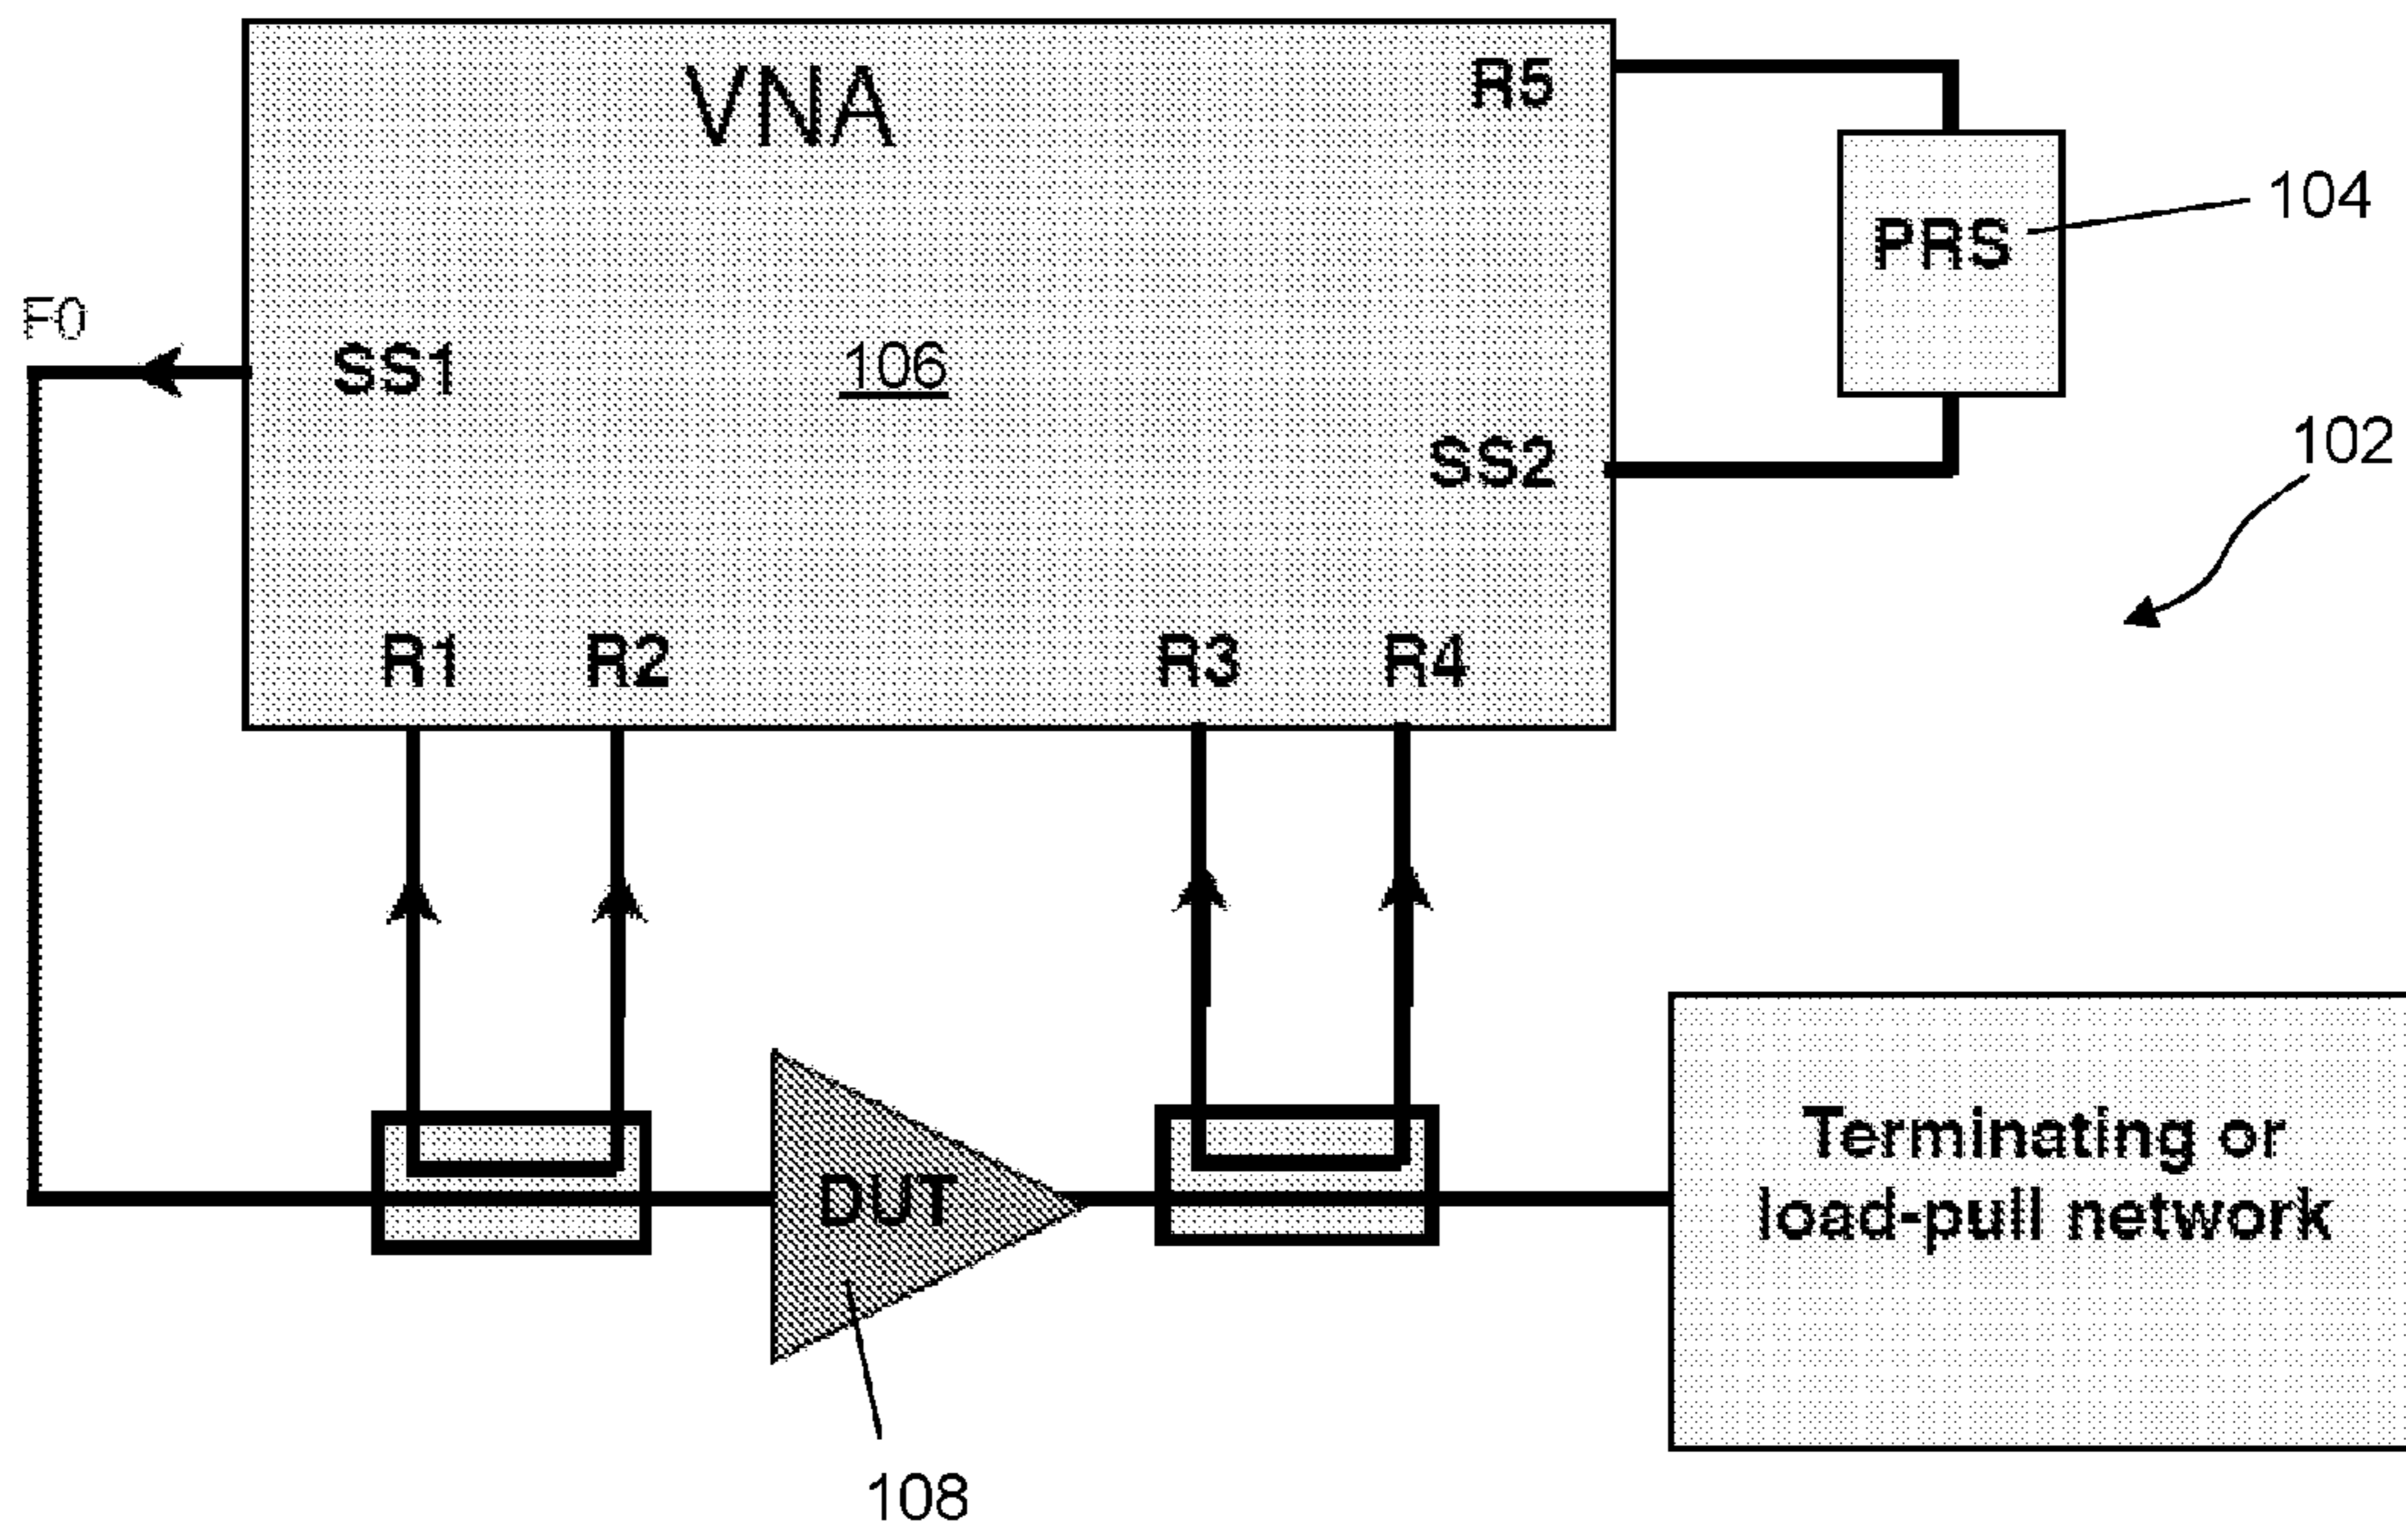 VNA
R5
PRS
104
F0
SS1
106
SS2
102
R1
R2
R3
R4
DUT
Terminating or
load-pull network
108